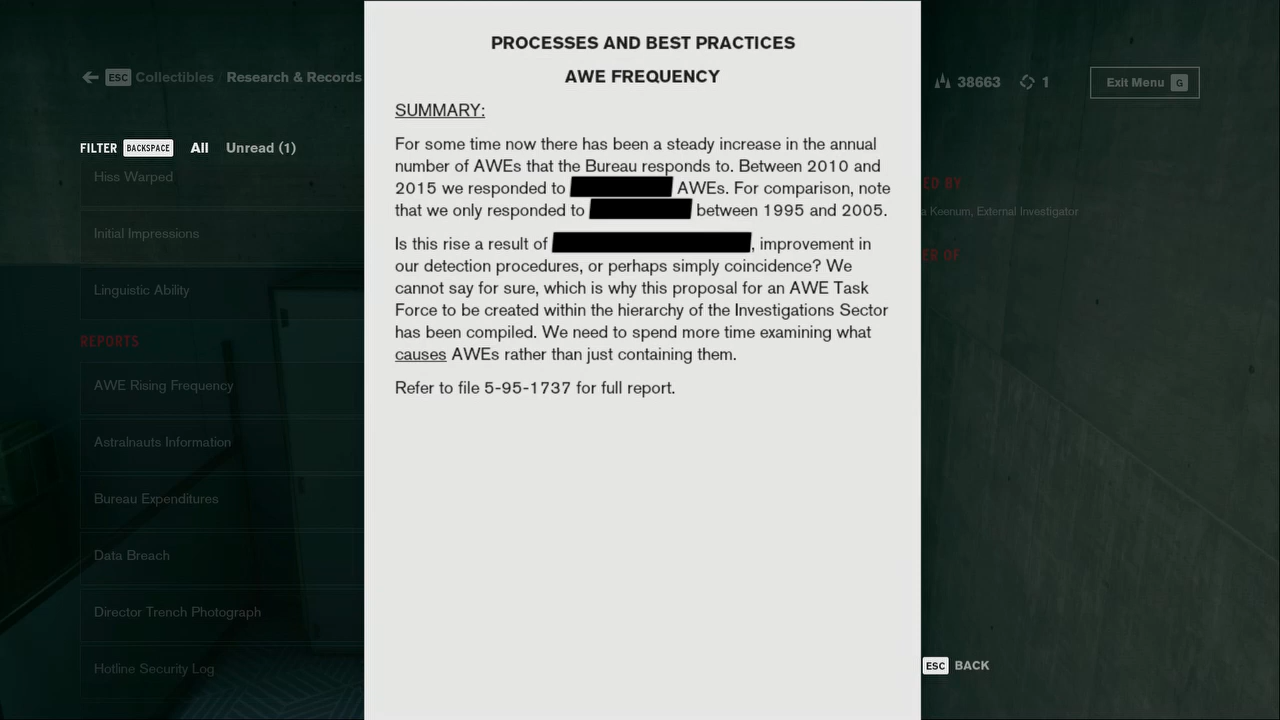 PROCESSES AND BEST PRACTICES
AWE FREQUENCY
ESC Collectibles / Research & Records
38663
1
Exit Menu G
SUMMARY:
For some time now there has been a steady increase in the annual
number of AWEs that the Bureau responds to. Between 2010 and
2015 we responded to AWEs. For comparison, note
that we only responded to between 1995 and 2005.
Is this rise a result of , improvement in
our detection procedures, or perhaps simply coincidence? We
cannot say for sure, which is why this proposal for an AWE Task
Force to be created within the hierarchy of the Investigations Sector
has been compiled. We need to spend more time examining what
causes AWEs rather than just containing them.
Refer to file 5-95-1737 for full report.
FILTER BACKSPACE All Unread (1)
Hiss Warped
Initial Impressions
Linguistic Ability
REPORTS
AWE Rising Frequency
Astralnauts Information
Bureau Expenditures
Data Breach
Director Trench Photograph
Hotline Security Log
ED BY
a Keenum, External Investigator
ER OF
ESC BACK